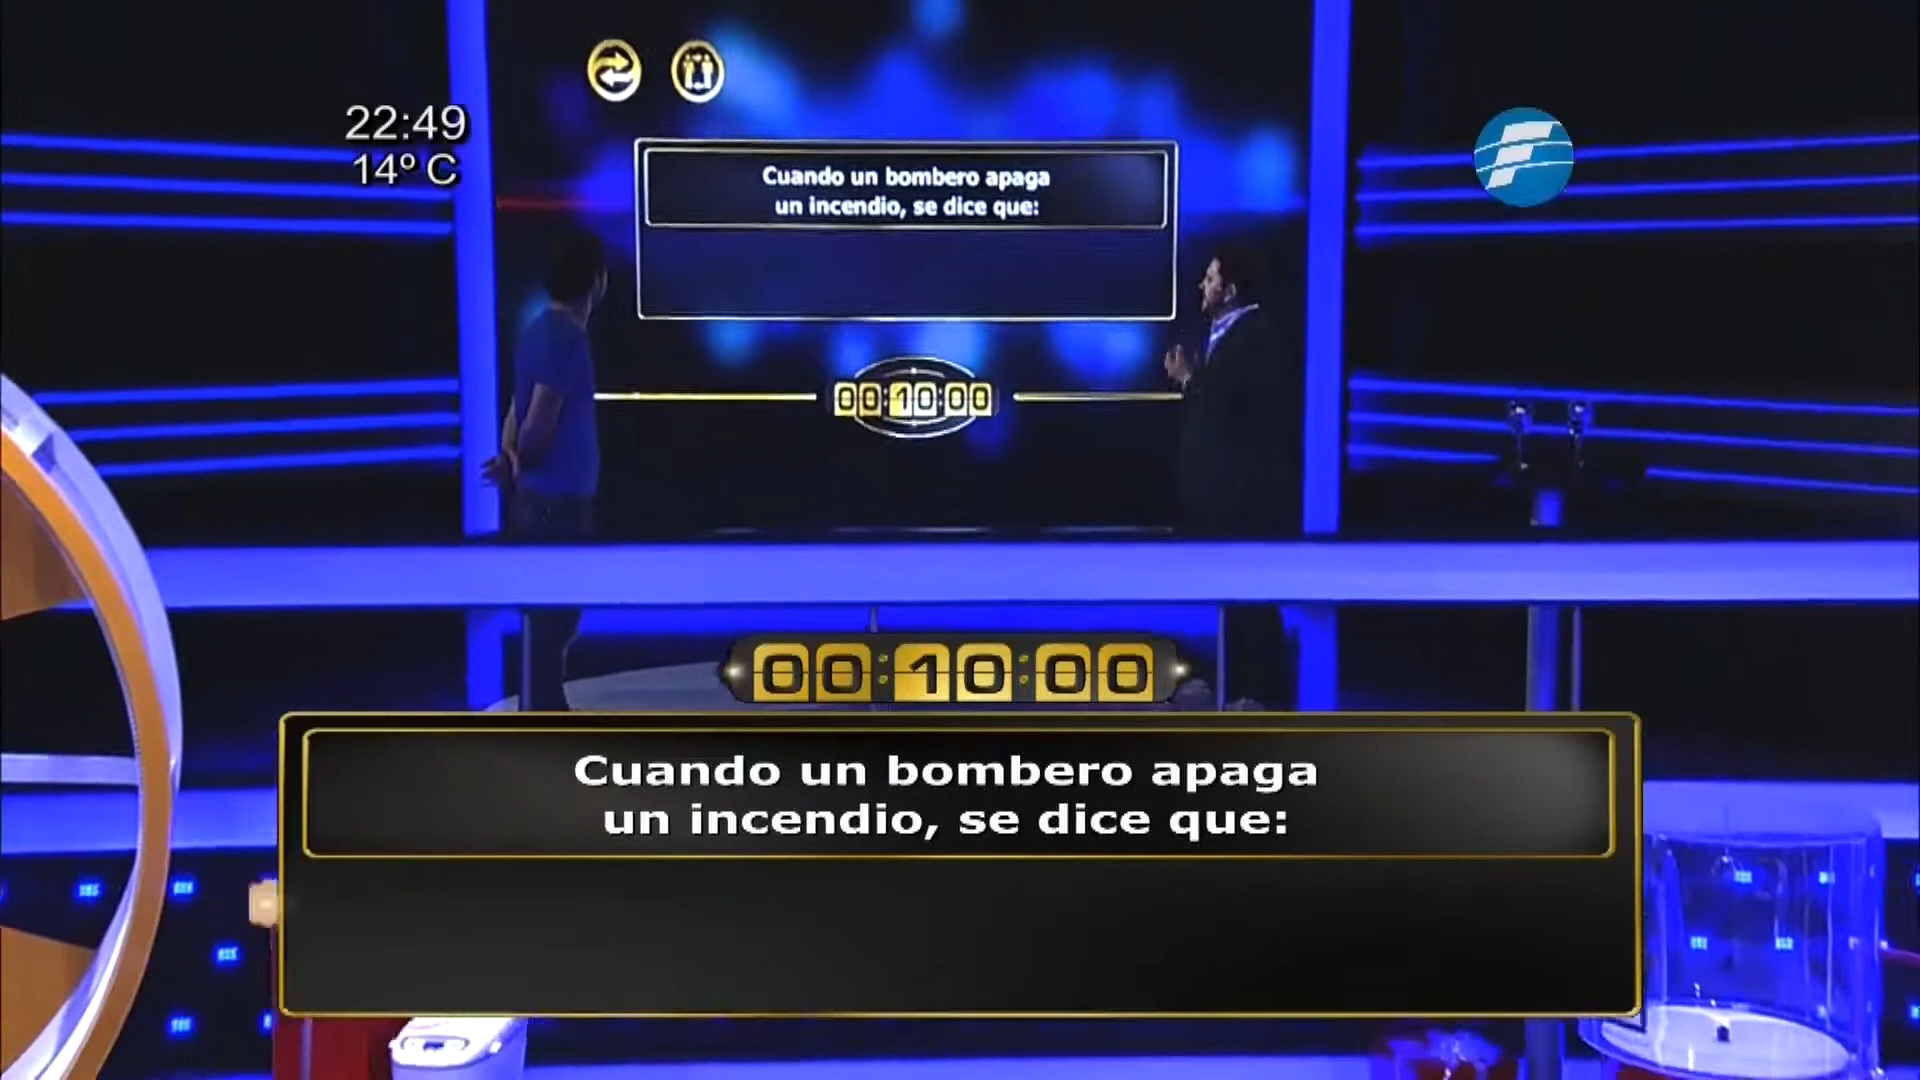 22:49
14º C
Cuando un bombero apaga
un incendio, se dice que:
00:10:00
00:10:00
Cuando un bombero apaga
un incendio, se dice que: